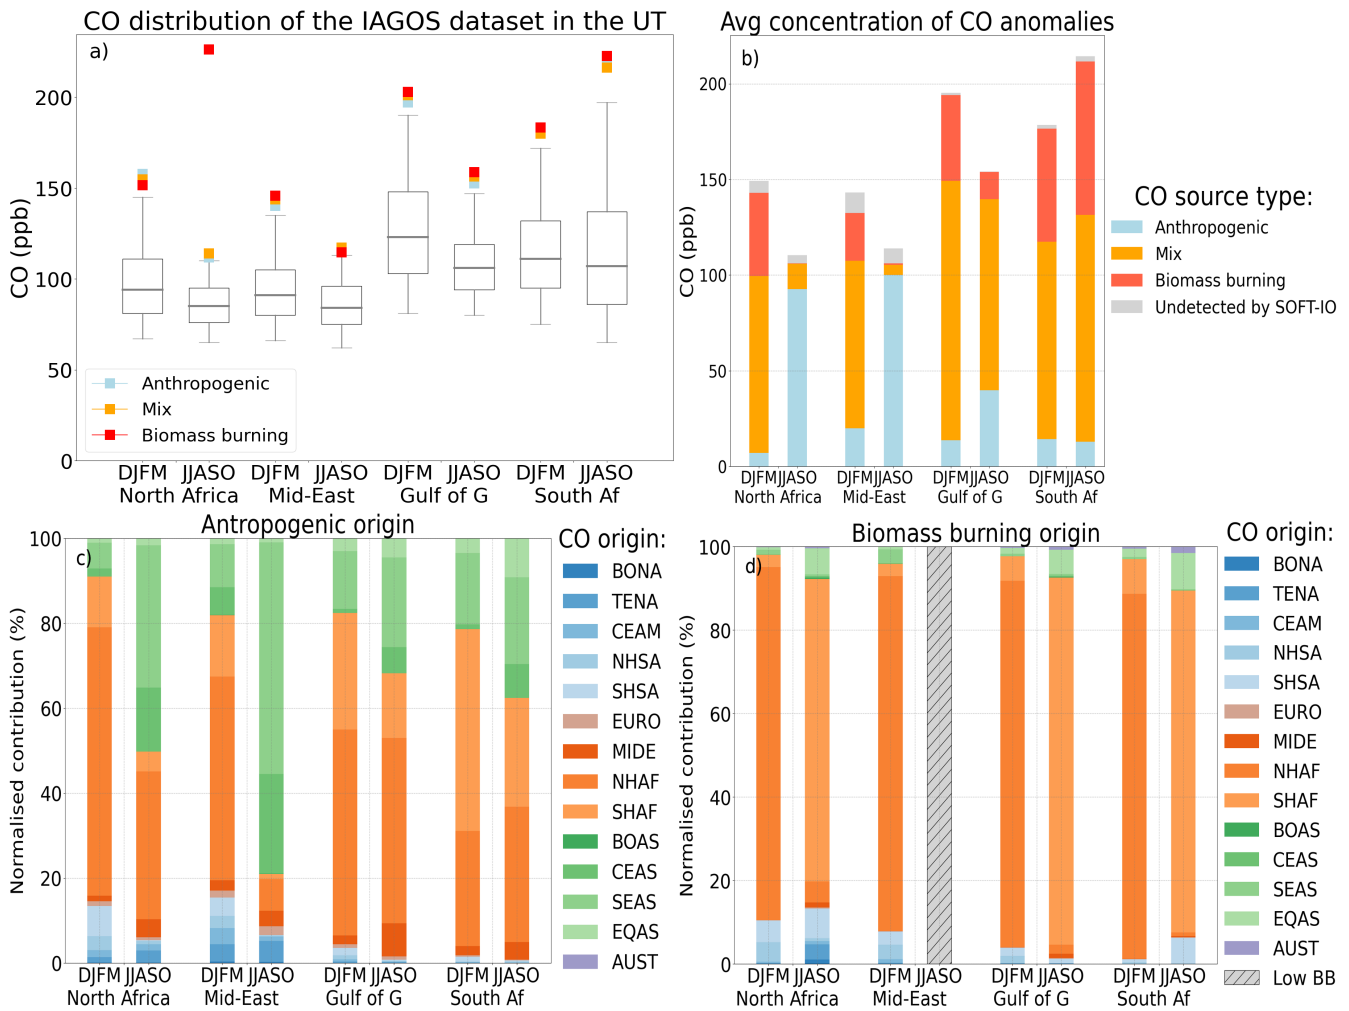 CO distribution of the IAGOS dataset in the UT
a)
CO (ppb)
200
150
100
50
0
Anthropogenic
Mix
Biomass burning
DJFM JJASO DJFM JJASO DJFM JJASO DJFM JJASO
North Africa Mid-East Gulf of G South Af
Avg concentration of CO anomalies
b)
CO (ppb)
200
150
100
50
0
DJFM JJASO DJFM JJASO DJFM JJASO DJFM JJASO
North Africa Mid-East Gulf of G South Af
CO source type:
Anthropogenic
Mix
Biomass burning
Undetected by SOFT-IO
Antropogenic origin
c)
Normalised contribution (%)
100
80
60
40
20
0
DJFM JJASO DJFM JJASO DJFM JJASO DJFM JJASO
North Africa Mid-East Gulf of G South Af
CO origin:
BONA
TENA
CEAM
NHSA
SHSA
EURO
MIDE
NHAF
SHAF
BOAS
CEAS
SEAS
EQAS
AUST
Biomass burning origin
d)
Normalised contribution (%)
100
80
60
40
20
0
DJFM JJASO DJFM JJASO DJFM JJASO DJFM JJASO
North Africa Mid-East Gulf of G South Af
CO origin:
BONA
TENA
CEAM
NHSA
SHSA
EURO
MIDE
NHAF
SHAF
BOAS
CEAS
SEAS
EQAS
AUST
Low BB